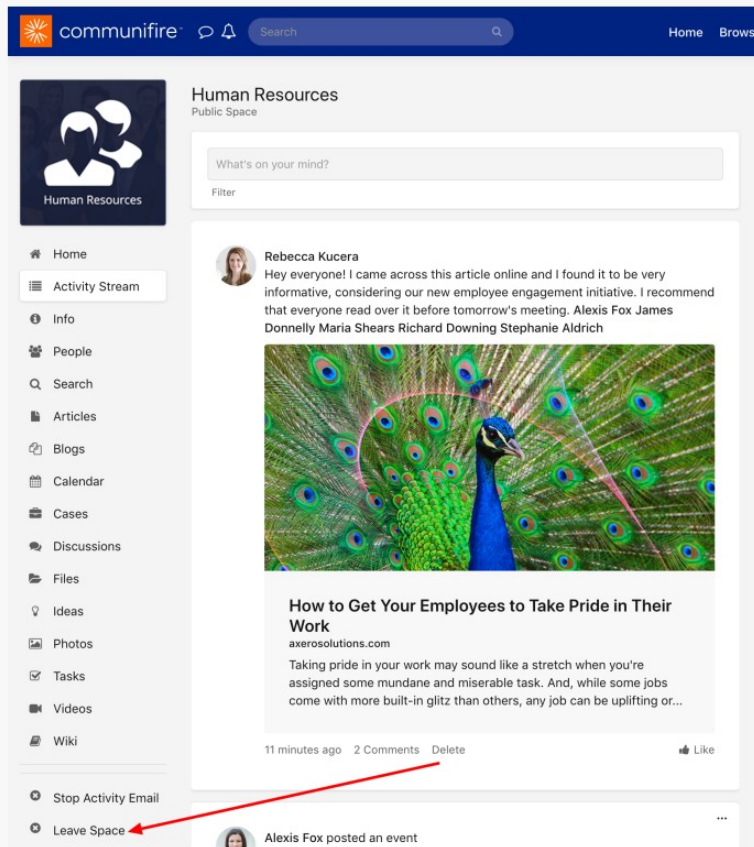 communifire
Search
Home Brows
Human Resources
Human Resources
Public Space
What's on your mind?
Filter
Home
Activity Stream
Info
People
Search
Articles
Blogs
Calendar
Cases
Discussions
Files
Ideas
Photos
Tasks
Videos
Wiki
Stop Activity Email
Leave Space
Rebecca Kucera
Hey everyone! I came across this article online and I found it to be very
informative, considering our new employee engagement initiative. I recommend
that everyone read over it before tomorrow's meeting. Alexis Fox James
Donnelly Maria Shears Richard Downing Stephanie Aldrich
How to Get Your Employees to Take Pride in Their
Work
axerosolutions.com
Taking pride in your work may sound like a stretch when you're
assigned some mundane and miserable task. And, while some jobs
come with more built-in glitz than others, any job can be uplifting or...
11 minutes ago 2 Comments Delete Like
...
Alexis Fox posted an event